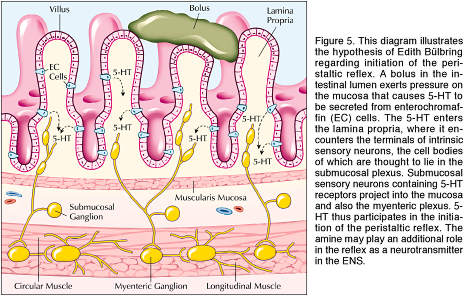 Villus
Bolus
Lamina
Propria
EC
Cells
5-HT
5-HT
5-HT
5-HT
5-HT
5-HT
5-HT
Muscularis Mucosa
Submucosal
Ganglion
Circular Muscle
Myenteric Ganglion
Longitudinal Muscle
Figure 5. This diagram illustrates
the hypothesis of Edith Bülbring
regarding initiation of the peri-
staltic reflex. A bolus in the in-
testinal lumen exerts pressure on
the mucosa that causes 5-HT to
be secreted from enterochromaf-
fin (EC) cells. The 5-HT enters
the lamina propria, where it en-
counters the terminals of intrinsic
sensory neurons, the cell bodies
of which are thought to lie in the
submucosal plexus. Submucosal
sensory neurons containing 5-HT
receptors project into the mucosa
and also the myenteric plexus. 5-
HT thus participates in the initia-
tion of the peristaltic reflex. The
amine may play an additional role
in the reflex as a neurotransmitter
in the ENS.